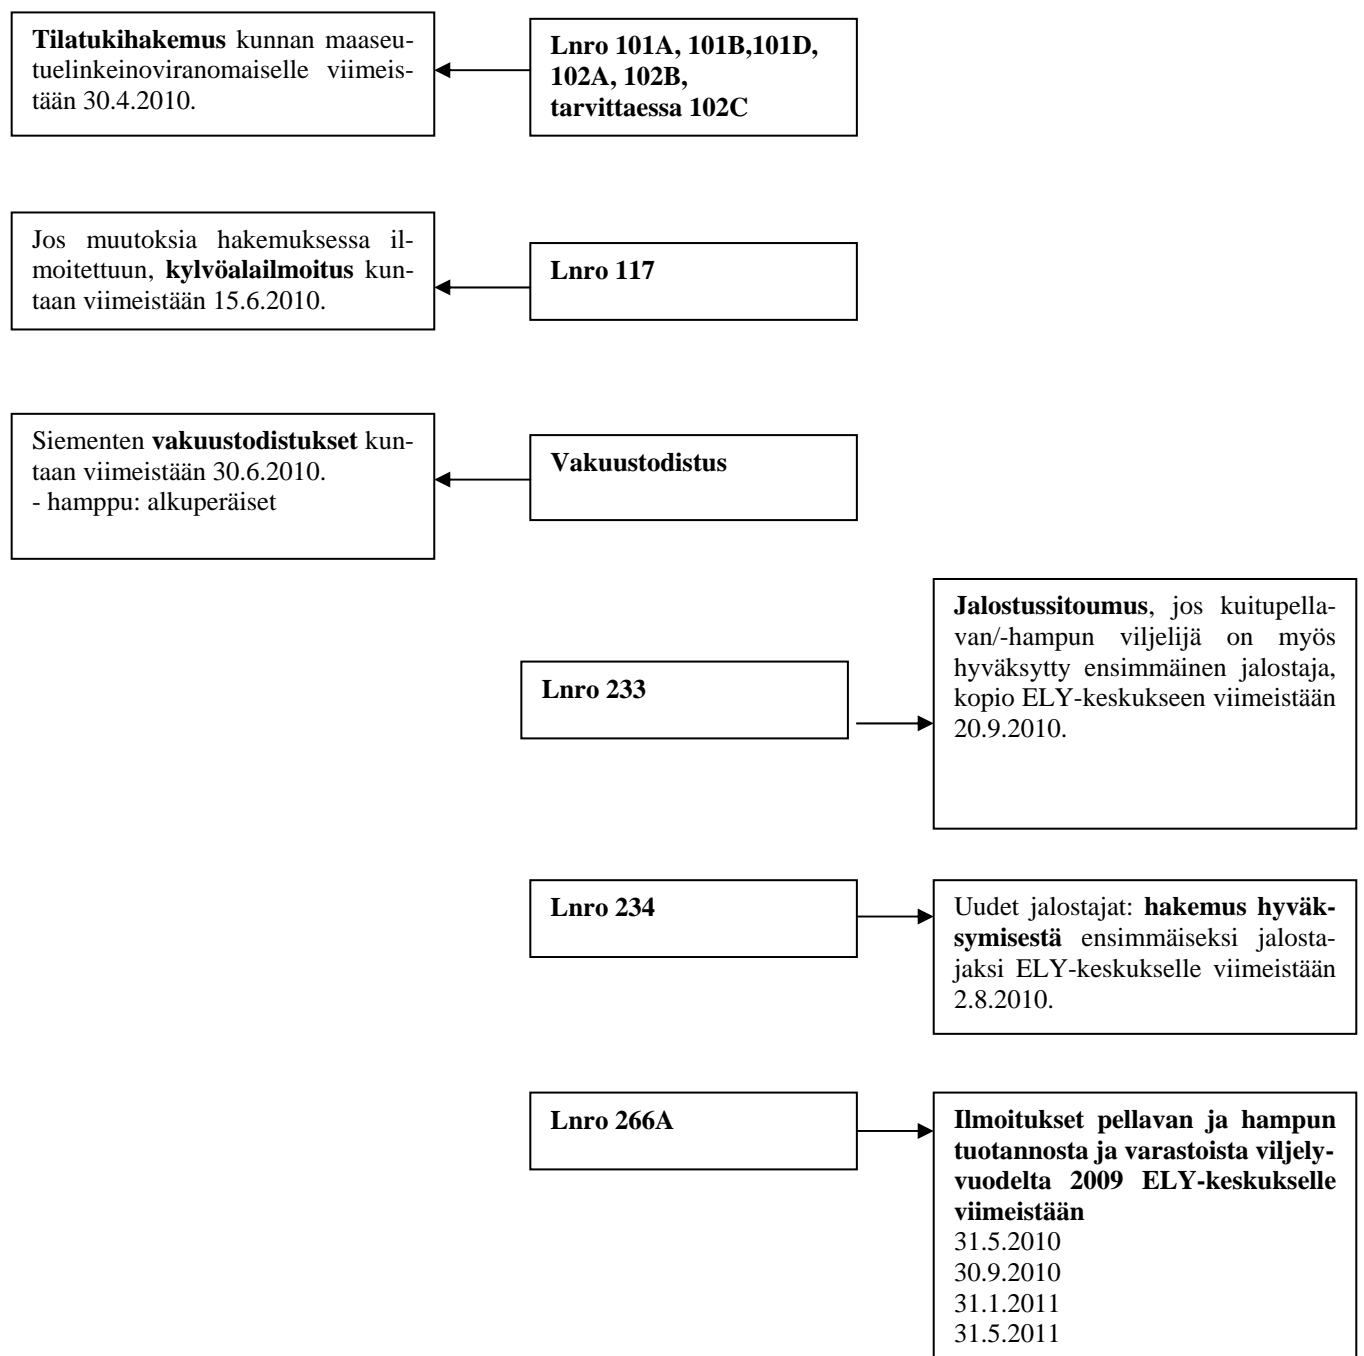 Tilatukihakemus kunnan maaseu-
tuelinkeinoviranomaiselle viimeis-
tään 30.4.2010.
Lnro 101A, 101B,101D,
102A, 102B,
tarvittaessa 102C
Jos muutoksia hakemuksessa il-
moitettuun, kylvöalailmoitus kun-
taan viimeistään 15.6.2010.
Lnro 117
Siementen vakuustodistukset kun-
taan viimeistään 30.6.2010.
- hamppu: alkuperäiset
Vakuustodistus
Lnro 233
Jalostussitoumus, jos kuitupella-
van/-hampun viljelijä on myös
hyväksytty ensimmäinen jalostaja,
kopio ELY-keskukseen viimeistään
20.9.2010.
Lnro 234
Uudet jalostajat: hakemus hyväk-
symisestä ensimmäiseksi jalosta-
jaksi ELY-keskukselle viimeistään
2.8.2010.
Lnro 266A
Ilmoitukset pellavan ja hampun
tuotannosta ja varastoista viljely-
vuodelta 2009 ELY-keskukselle
viimeistään
31.5.2010
30.9.2010
31.1.2011
31.5.2011